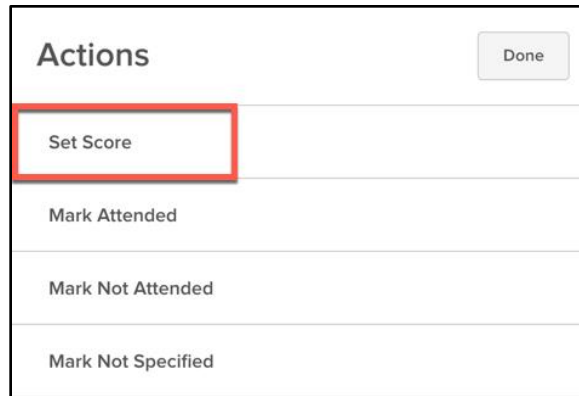 Actions
Done
Set Score
Mark Attended
Mark Not Attended
Mark Not Specified